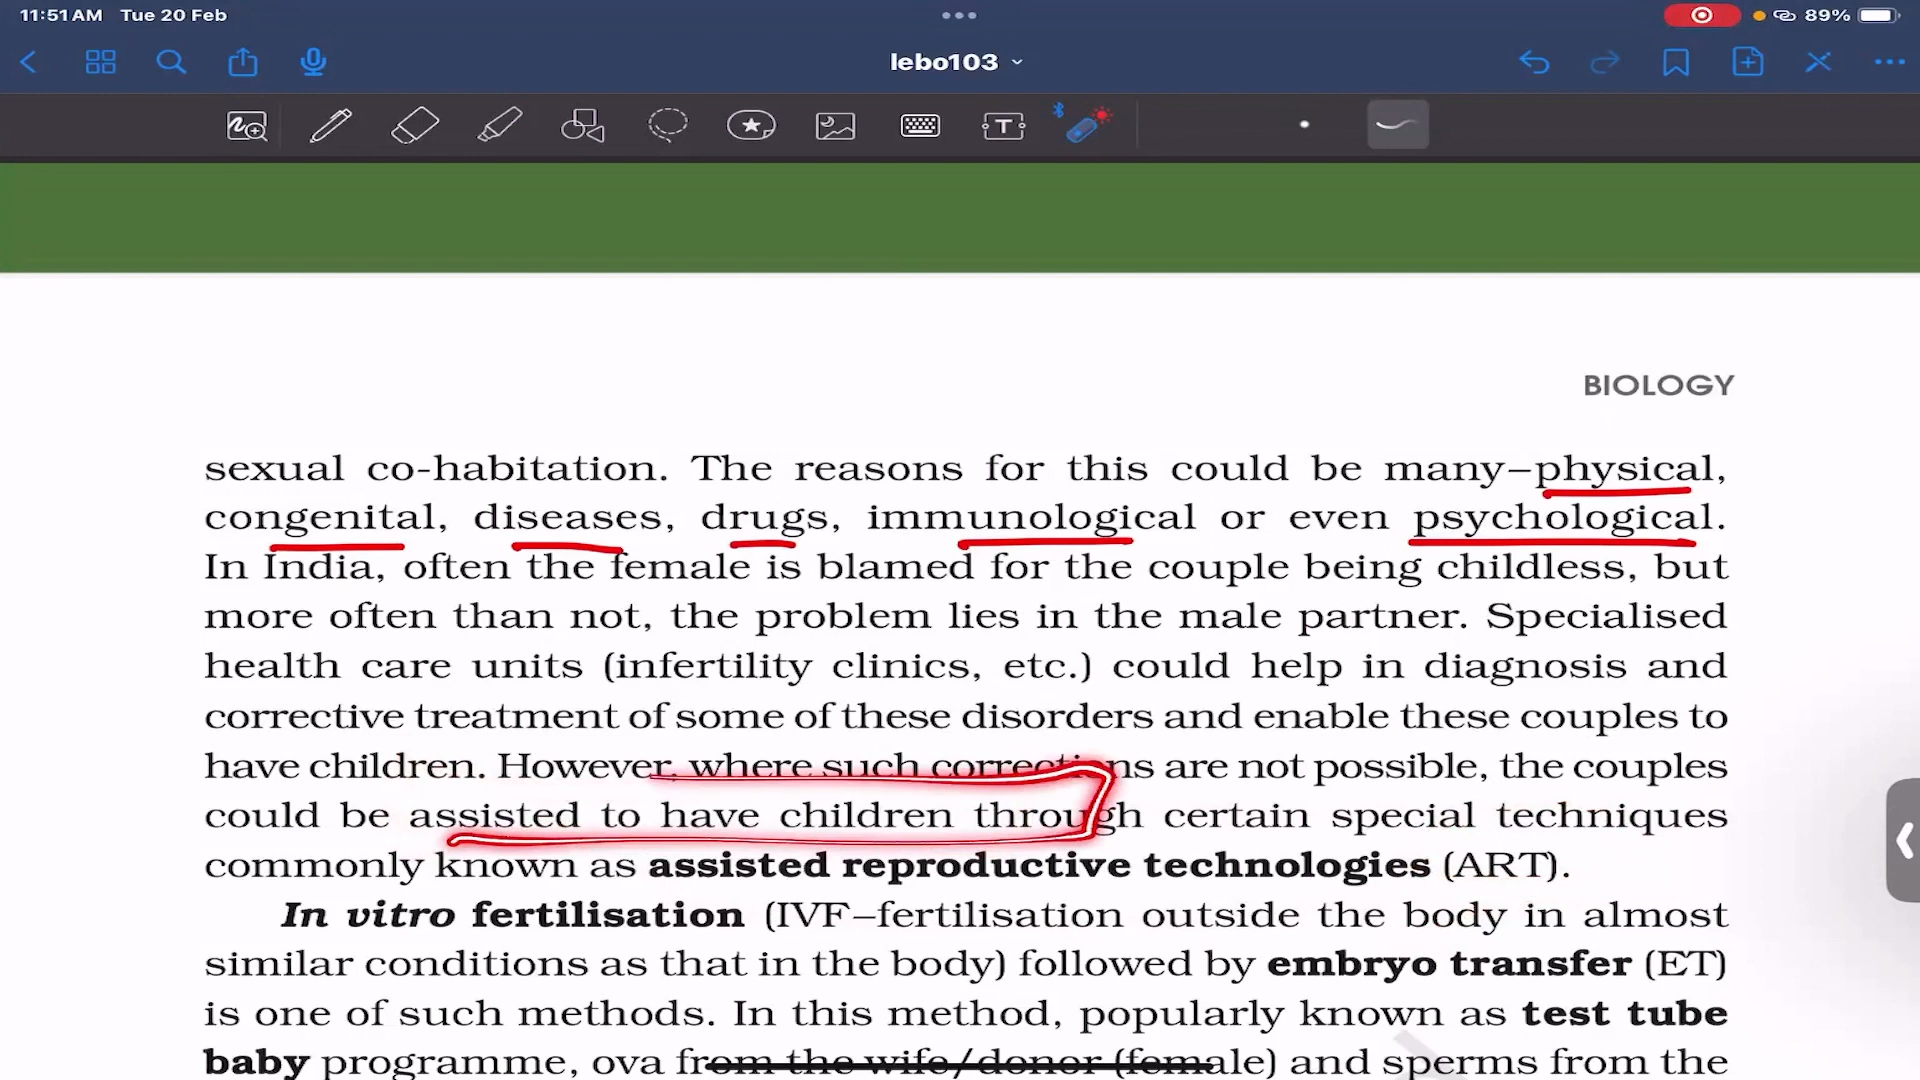 11:51 AM Tue 20 Feb
89%
lebo103
T
BIOLOGY
sexual co-habitation. The reasons for this could be many–physical,
congenital, diseases, drugs, immunological or even psychological.
In India, often the female is blamed for the couple being childless, but
more often than not, the problem lies in the male partner. Specialised
health care units (infertility clinics, etc.) could help in diagnosis and
corrective treatment of some of these disorders and enable these couples to
have children. However, where such corrections are not possible, the couples
could be assisted to have children through certain special techniques
commonly known as assisted reproductive technologies (ART).
In vitro fertilisation (IVF–fertilisation outside the body in almost
similar conditions as that in the body) followed by embryo transfer (ET)
is one of such methods. In this method, popularly known as test tube
baby programme, ova from the wife/donor (female) and sperms from the